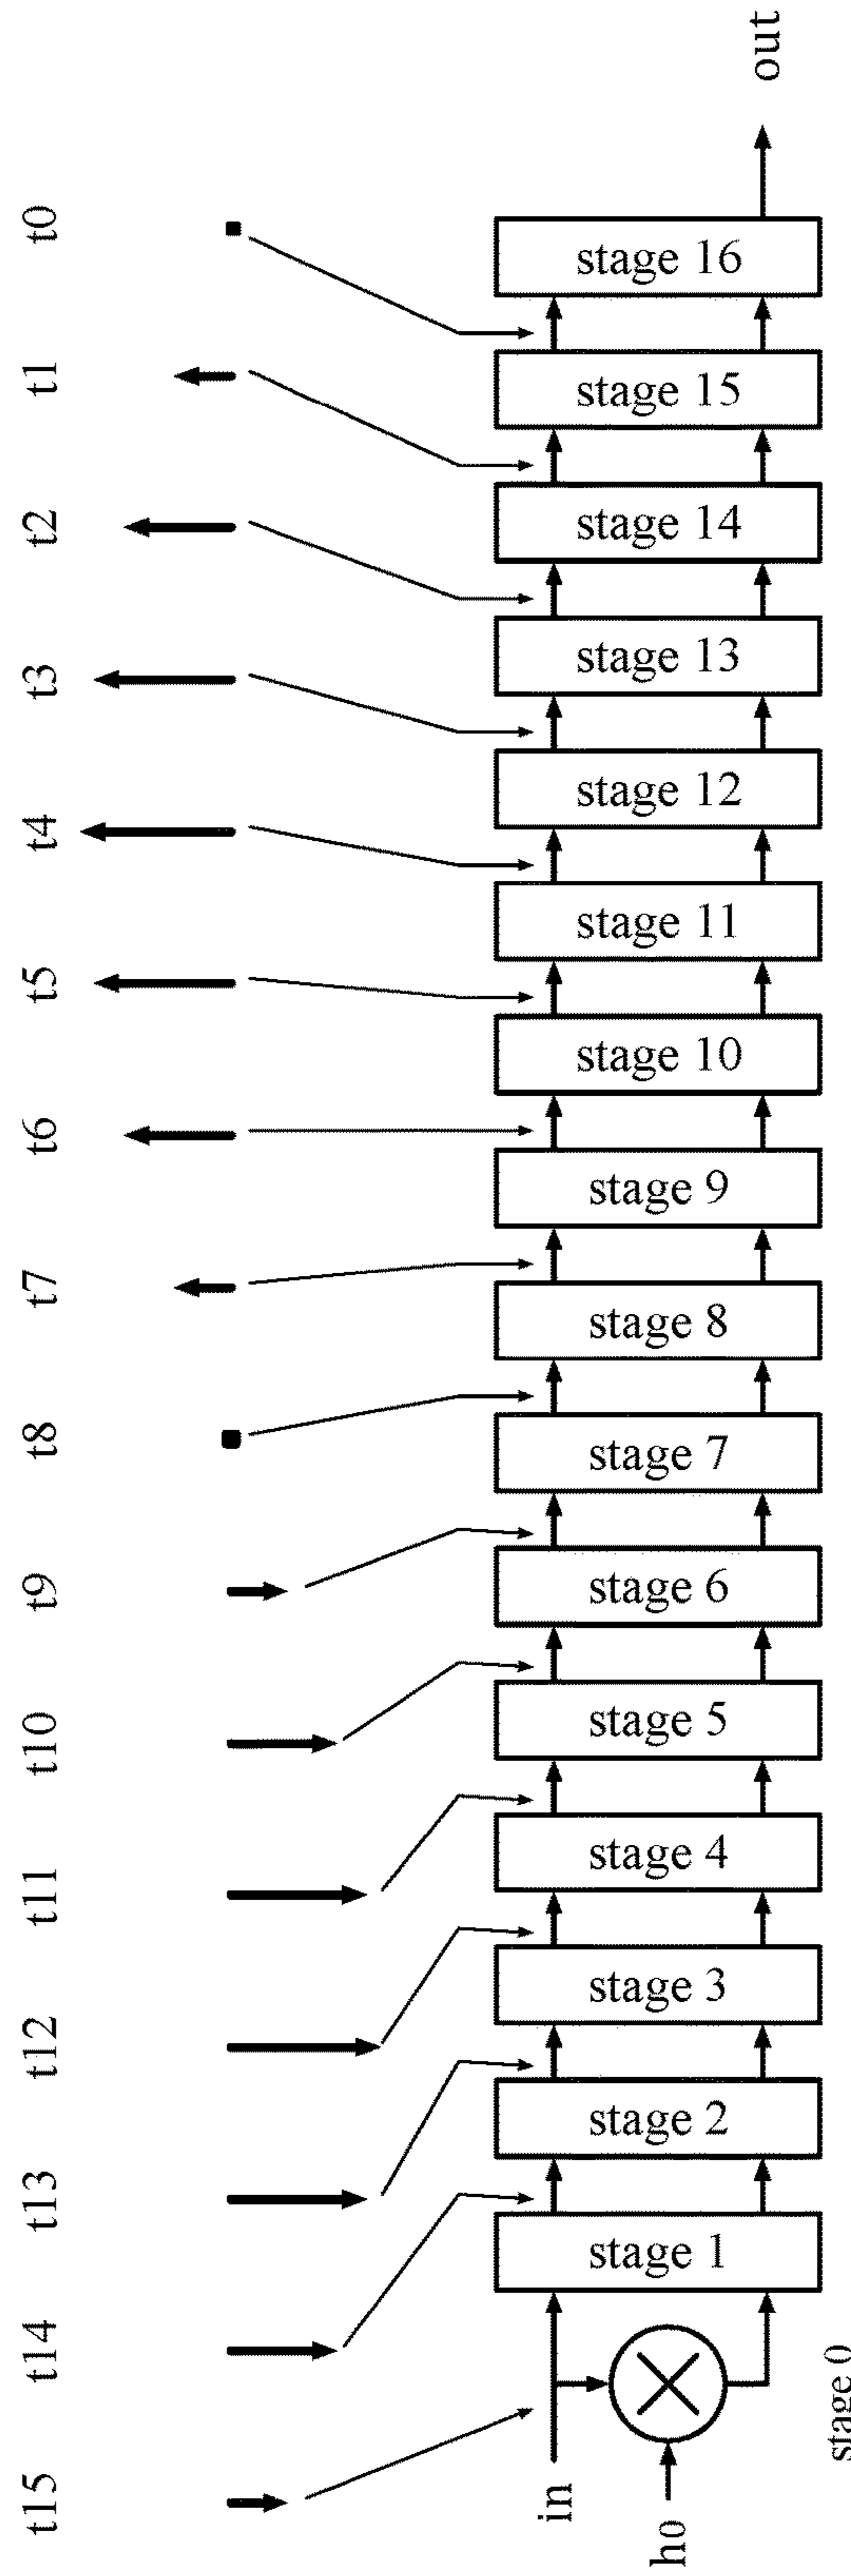 t15 t14 t13 t12 t11 t10 t9 t8 t7 t6 t5 t4 t3 t2 t1 t0
in
stage 1
stage 2
stage 3
stage 4
stage 5
stage 6
stage 7
stage 8
stage 9
stage 10
stage 11
stage 12
stage 13
stage 14
stage 15
stage 16
out
h0
stage 0